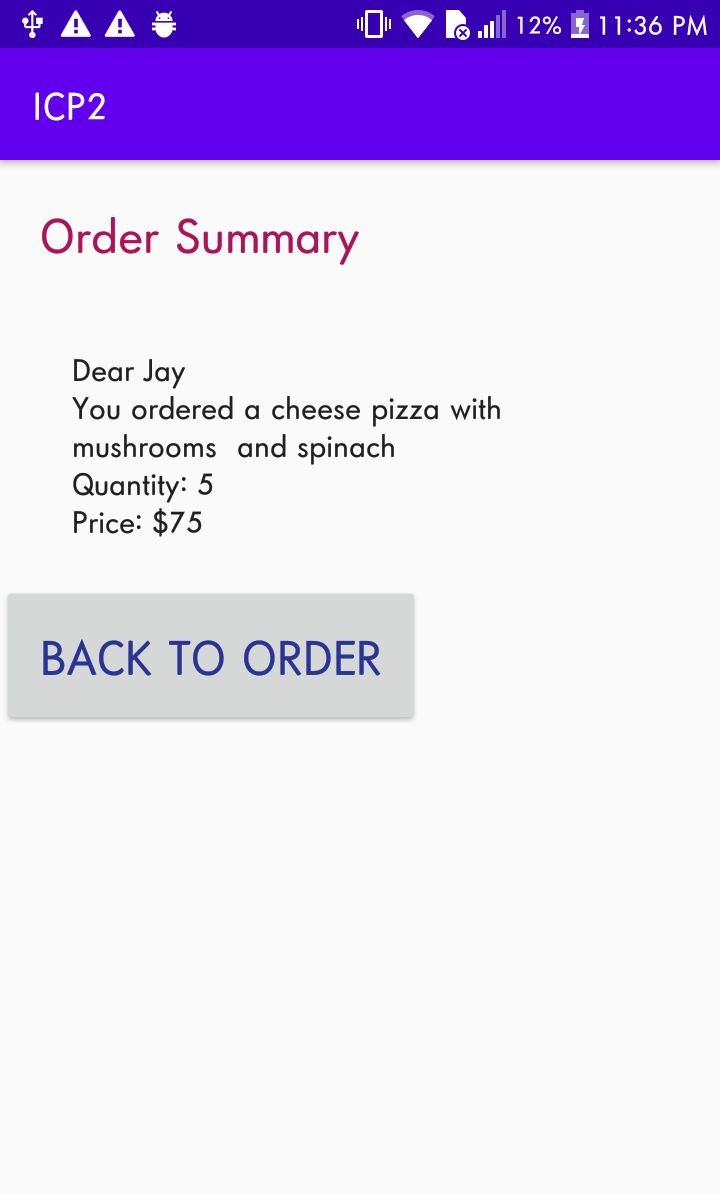 12% 11:36 PM
ICP2
Order Summary
Dear Jay
You ordered a cheese pizza with
mushrooms  and spinach
Quantity: 5
Price: $75
BACK TO ORDER